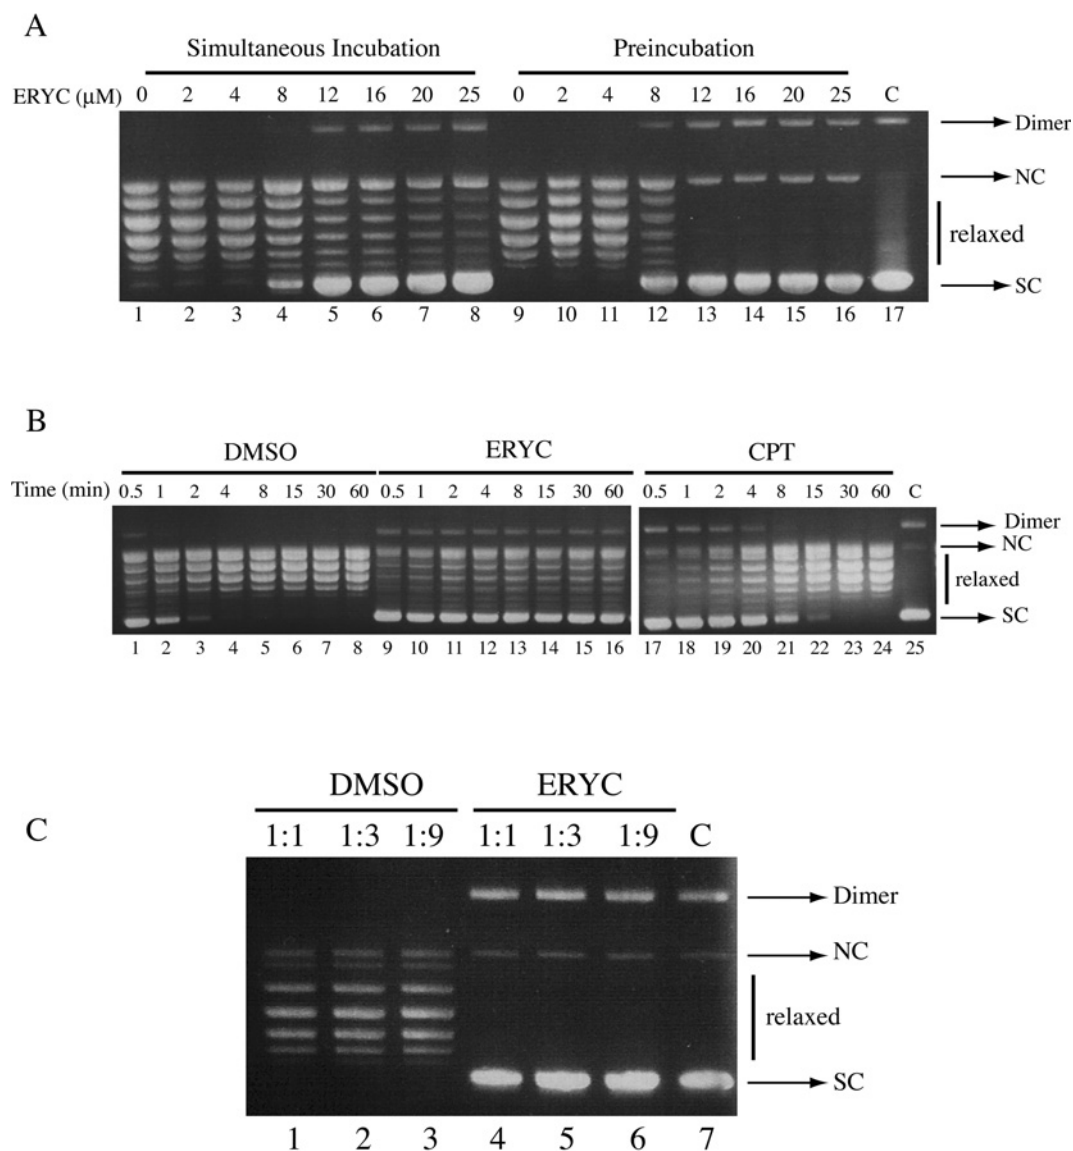 A
Simultaneous Incubation Preincubation
ERYC (μM) 0 2 4 8 12 16 20 25 0 2 4 8 12 16 20 25 C
Dimer
NC
relaxed
SC
1 2 3 4 5 6 7 8 9 10 11 12 13 14 15 16 17
B
DMSO ERYC CPT
Time (min) 0.5 1 2 4 8 15 30 60 0.5 1 2 4 8 15 30 60 0.5 1 2 4 8 15 30 60 C
Dimer
NC
relaxed
SC
1 2 3 4 5 6 7 8 9 10 11 12 13 14 15 16 17 18 19 20 21 22 23 24 25
C
DMSO ERYC
1:1 1:3 1:9 1:1 1:3 1:9 C
Dimer
NC
relaxed
SC
1 2 3 4 5 6 7